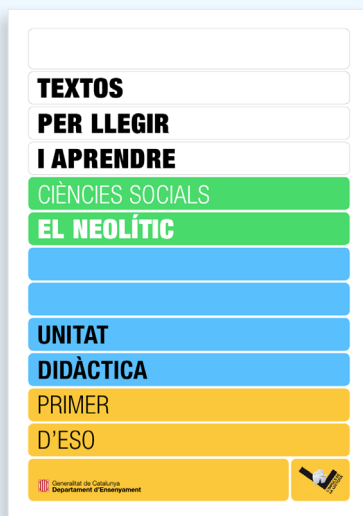 TEXTOS
PER LLEGIR
I APRENDRE
CIÈNCIES SOCIALS
EL NEOLÍTIC
UNITAT
DIDÀCTICA
PRIMER
D'ESO
Generalitat de Catalunya
Departament d'Ensenyament